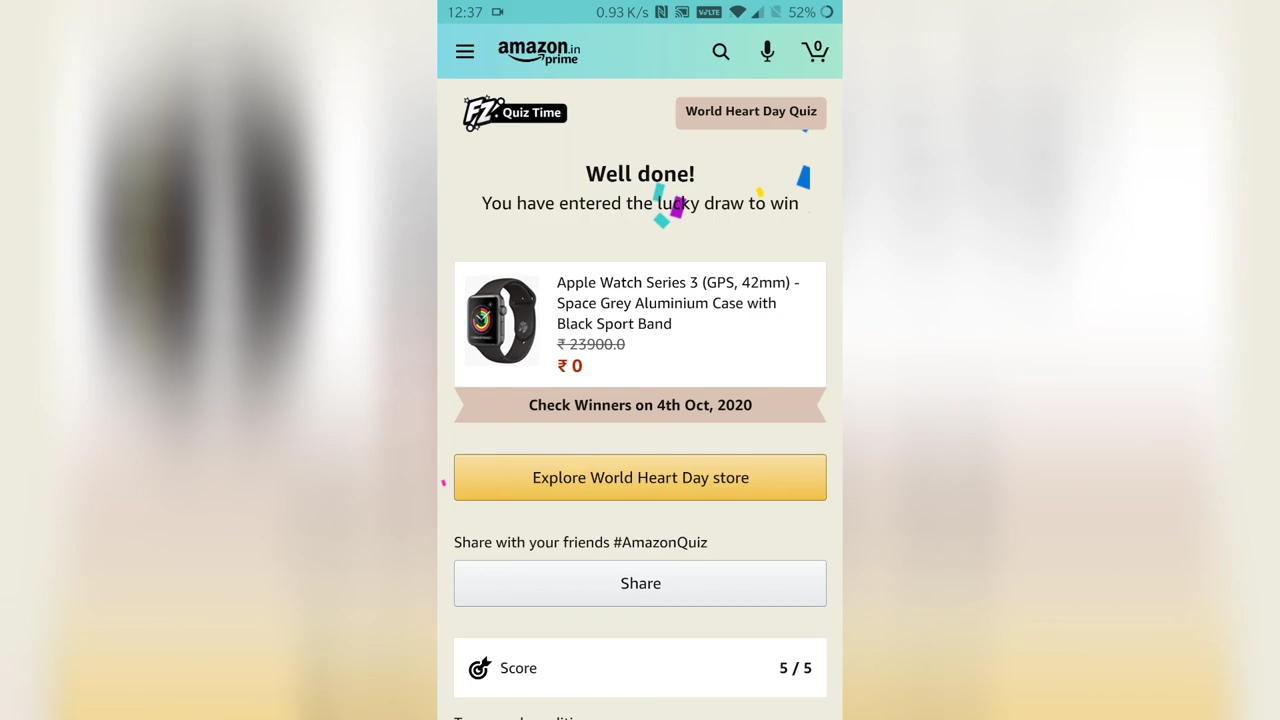 12:37 0.93 K/s VoLTE 52%
amazon.in
prime
0
FZ Quiz Time
World Heart Day Quiz
Well done!
You have entered the lucky draw to win
Apple Watch Series 3 (GPS, 42mm) -
Space Grey Aluminium Case with
Black Sport Band
₹ 23900.0
₹ 0
Check Winners on 4th Oct, 2020
Explore World Heart Day store
Share with your friends #AmazonQuiz
Share
Score 5 / 5